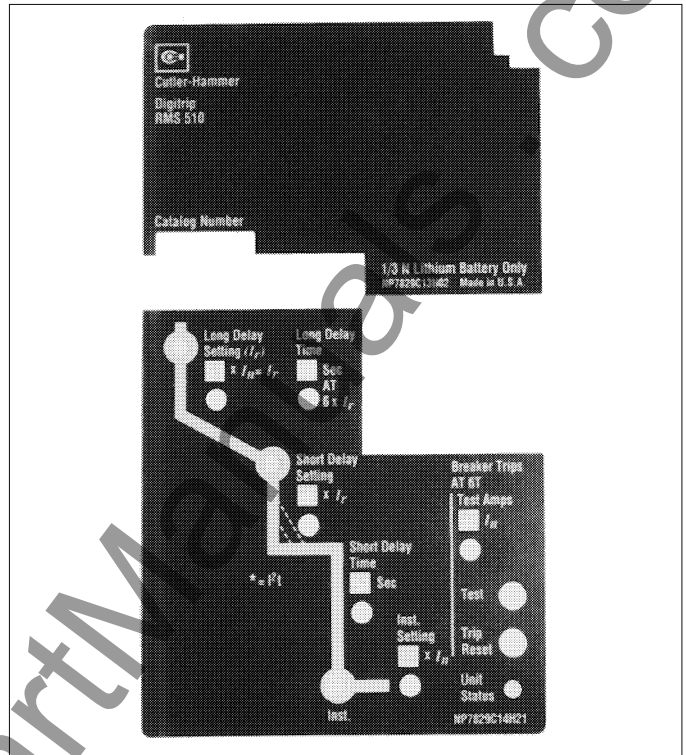 Cutler-Hammer
Digitrip
RMS 510
Catalog Number
1/3 N Lithium Battery Only
Made in U.S.A.
Long Delay
Setting (Ir)
x In = Ir
Long Delay
Time
Sec
AT
6 x Ir
Short Delay
Setting
x Ir
* = I²t
Short Delay
Time
Sec
Inst.
Setting
x In
Inst.
Breaker Trips
AT 6T
Test Amps
In
Test
Trip
Reset
Unit
Status
NP7829C14H21